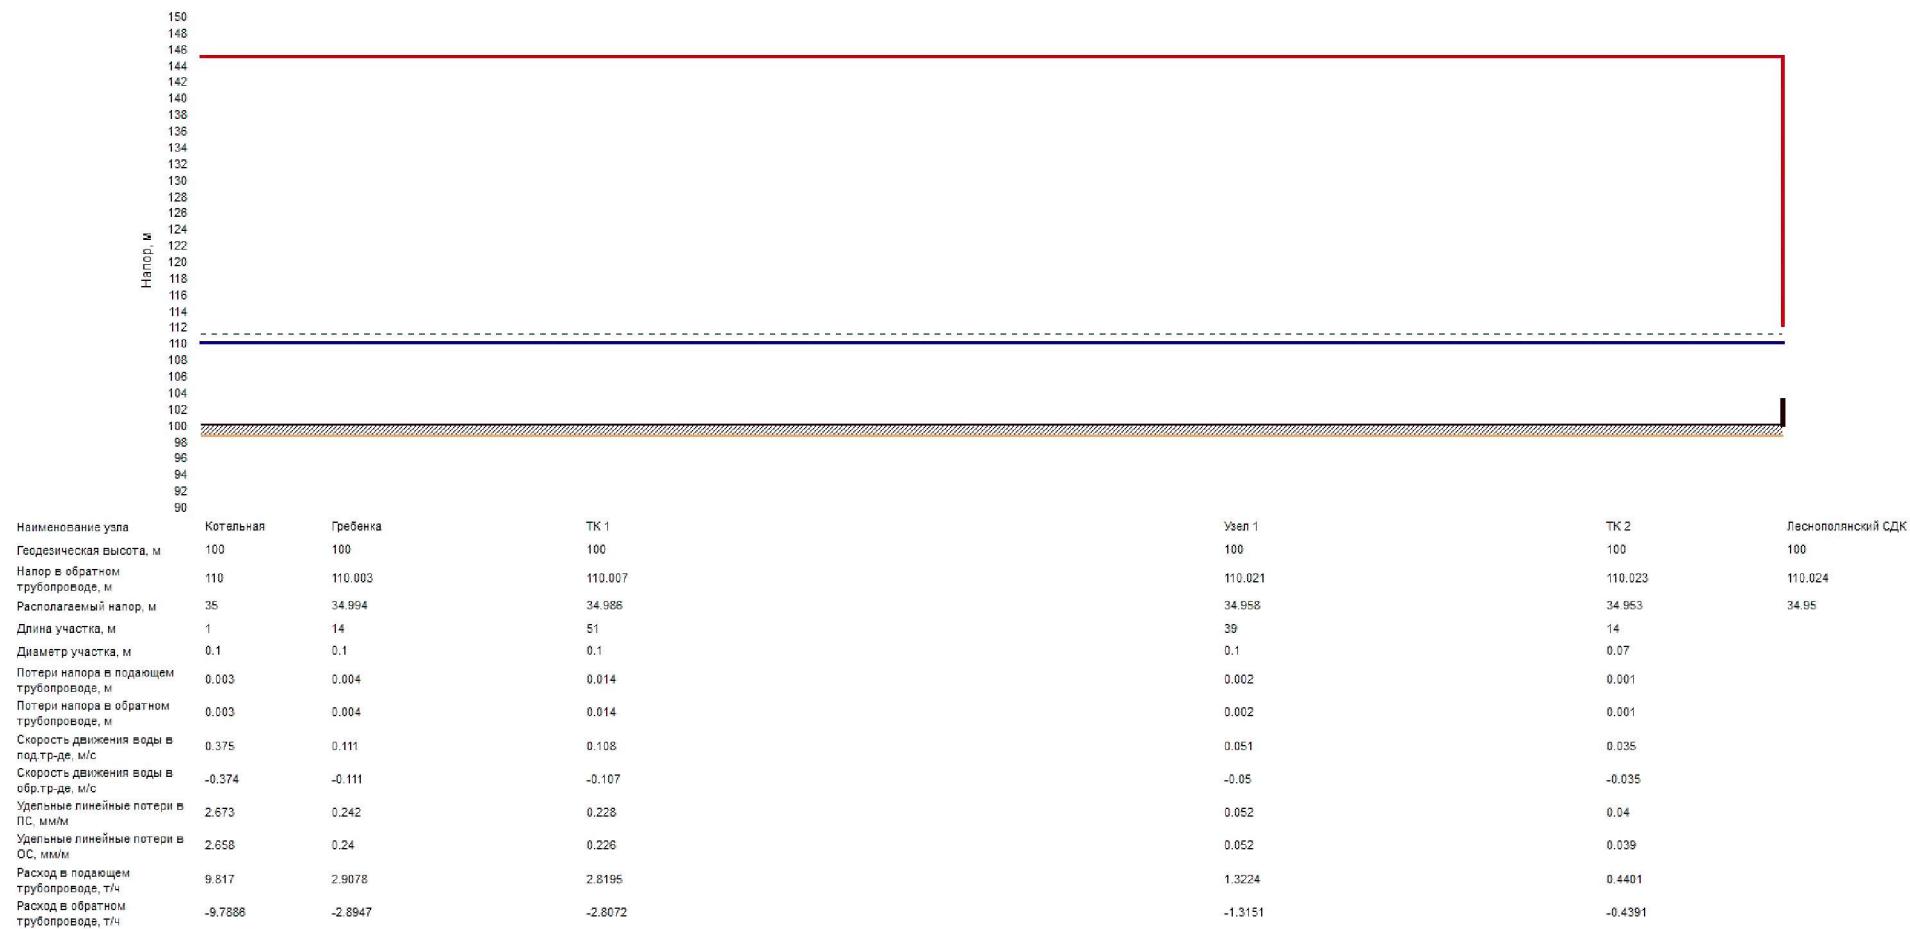 150
148
146
144
142
140
138
136
134
132
130
128
126
124
122
120
118
116
114
112
110
108
106
104
102
100
98
96
94
92
90
Напор, м
Наименование узла Котельная Гребенка ТК 1 Узел 1 ТК 2 Леснополянский СДК
Геодезическая высота, м 100 100 100 100 100 100
Напор в обратном
трубопроводе, м 110 110.003 110.007 110.021 110.023 110.024
Располагаемый напор, м 35 34.994 34.986 34.958 34.953 34.95
Длина участка, м 1 14 51 39 14
Диаметр участка, м 0.1 0.1 0.1 0.1 0.07
Потери напора в подающем
трубопроводе, м 0.003 0.004 0.014 0.002 0.001
Потери напора в обратном
трубопроводе, м 0.003 0.004 0.014 0.002 0.001
Скорость движения воды в
под.тр-де, м/с 0.375 0.111 0.108 0.051 0.035
Скорость движения воды в
обр.тр-де, м/с -0.374 -0.111 -0.107 -0.05 -0.035
Удельные линейные потери в
ПС, мм/м 2.673 0.242 0.228 0.052 0.04
Удельные линейные потери в
ОС, мм/м 2.658 0.24 0.226 0.052 0.039
Расход в подающем
трубопроводе, т/ч 9.817 2.9078 2.8195 1.3224 0.4401
Расход в обратном
трубопроводе, т/ч -9.7886 -2.8947 -2.8072 -1.3151 -0.4391